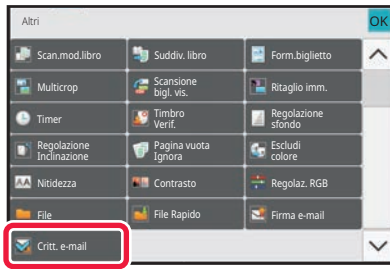 Altri
OK
Scan.mod.libro
Suddiv. libro
Form.biglietto
Multicrop
Scansione
bigl. vis.
Ritaglio imm.
Timer
Timbro
Verif.
Regolazione
sfondo
Regolazione
Inclinazione
Pagina vuota
Ignora
Escludi
colore
Nitidezza
Contrasto
Regolaz. RGB
File
File Rapido
Firma e-mail
Critt. e-mail